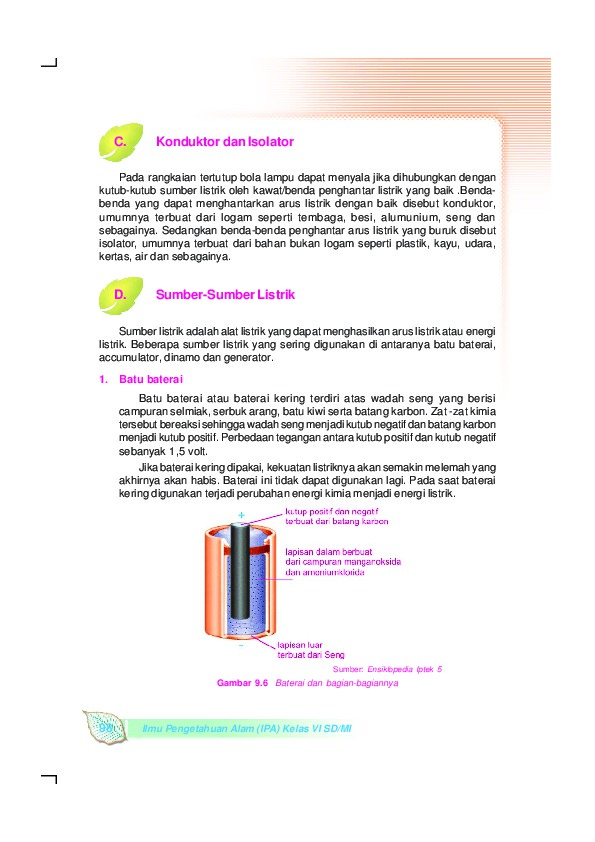 C. Konduktor dan Isolator
Pada rangkaian tertutup bola lampu dapat menyala jika dihubungkan dengan
kutub-kutub sumber listrik oleh kawat/benda penghantar listrik yang baik .Benda-
benda yang dapat menghantarkan arus listrik dengan baik disebut konduktor,
umumnya terbuat dari logam seperti tembaga, besi, alumunium, seng dan
sebagainya. Sedangkan benda-benda penghantar arus listrik yang buruk disebut
isolator, umumnya terbuat dari bahan bukan logam seperti plastik, kayu, udara,
kertas, air dan sebagainya.
D. Sumber-Sumber Listrik
Sumber listrik adalah alat listrik yang dapat menghasilkan arus listrik atau energi
listrik. Beberapa sumber listrik yang sering digunakan di antaranya batu baterai,
accumulator, dinamo dan generator.
1. Batu baterai
Batu baterai atau baterai kering terdiri atas wadah seng yang berisi
campuran selmiak, serbuk arang, batu kiwi serta batang karbon. Zat -zat kimia
tersebut bereaksi sehingga wadah seng menjadi kutub negatif dan batang karbon
menjadi kutub positif. Perbedaan tegangan antara kutub positif dan kutub negatif
sebanyak 1,5 volt.
Jika baterai kering dipakai, kekuatan listriknya akan semakin melemah yang
akhirnya akan habis. Baterai ini tidak dapat digunakan lagi. Pada saat baterai
kering digunakan terjadi perubahan energi kimia menjadi energi listrik.
+
kutup positif dan negatif
terbuat dari batang karbon
lapisan dalam berbuat
dari campuran manganoksida
dan amoniumklorida
-
lapisan luar
terbuat dari Seng
Sumber: Ensiklopedia Iptek 5
Gambar 9.6 Baterai dan bagian-bagiannya
Ilmu Pengetahuan Alam (IPA) Kelas VI SD/MI